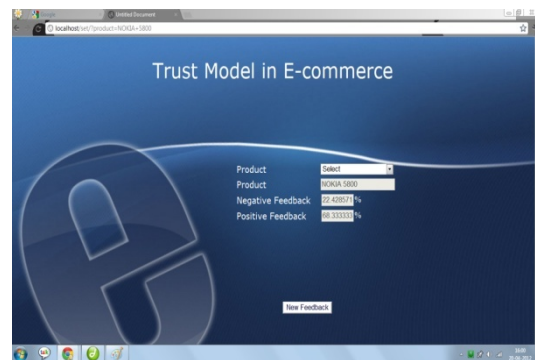 Untitled Document
localhost/set/?product=NOKIA+5800
Trust Model in E-commerce
Product Select
Product NOKIA 5800
Negative Feedback 22.428571 %
Positive Feedback 68.333333 %
New Feedback